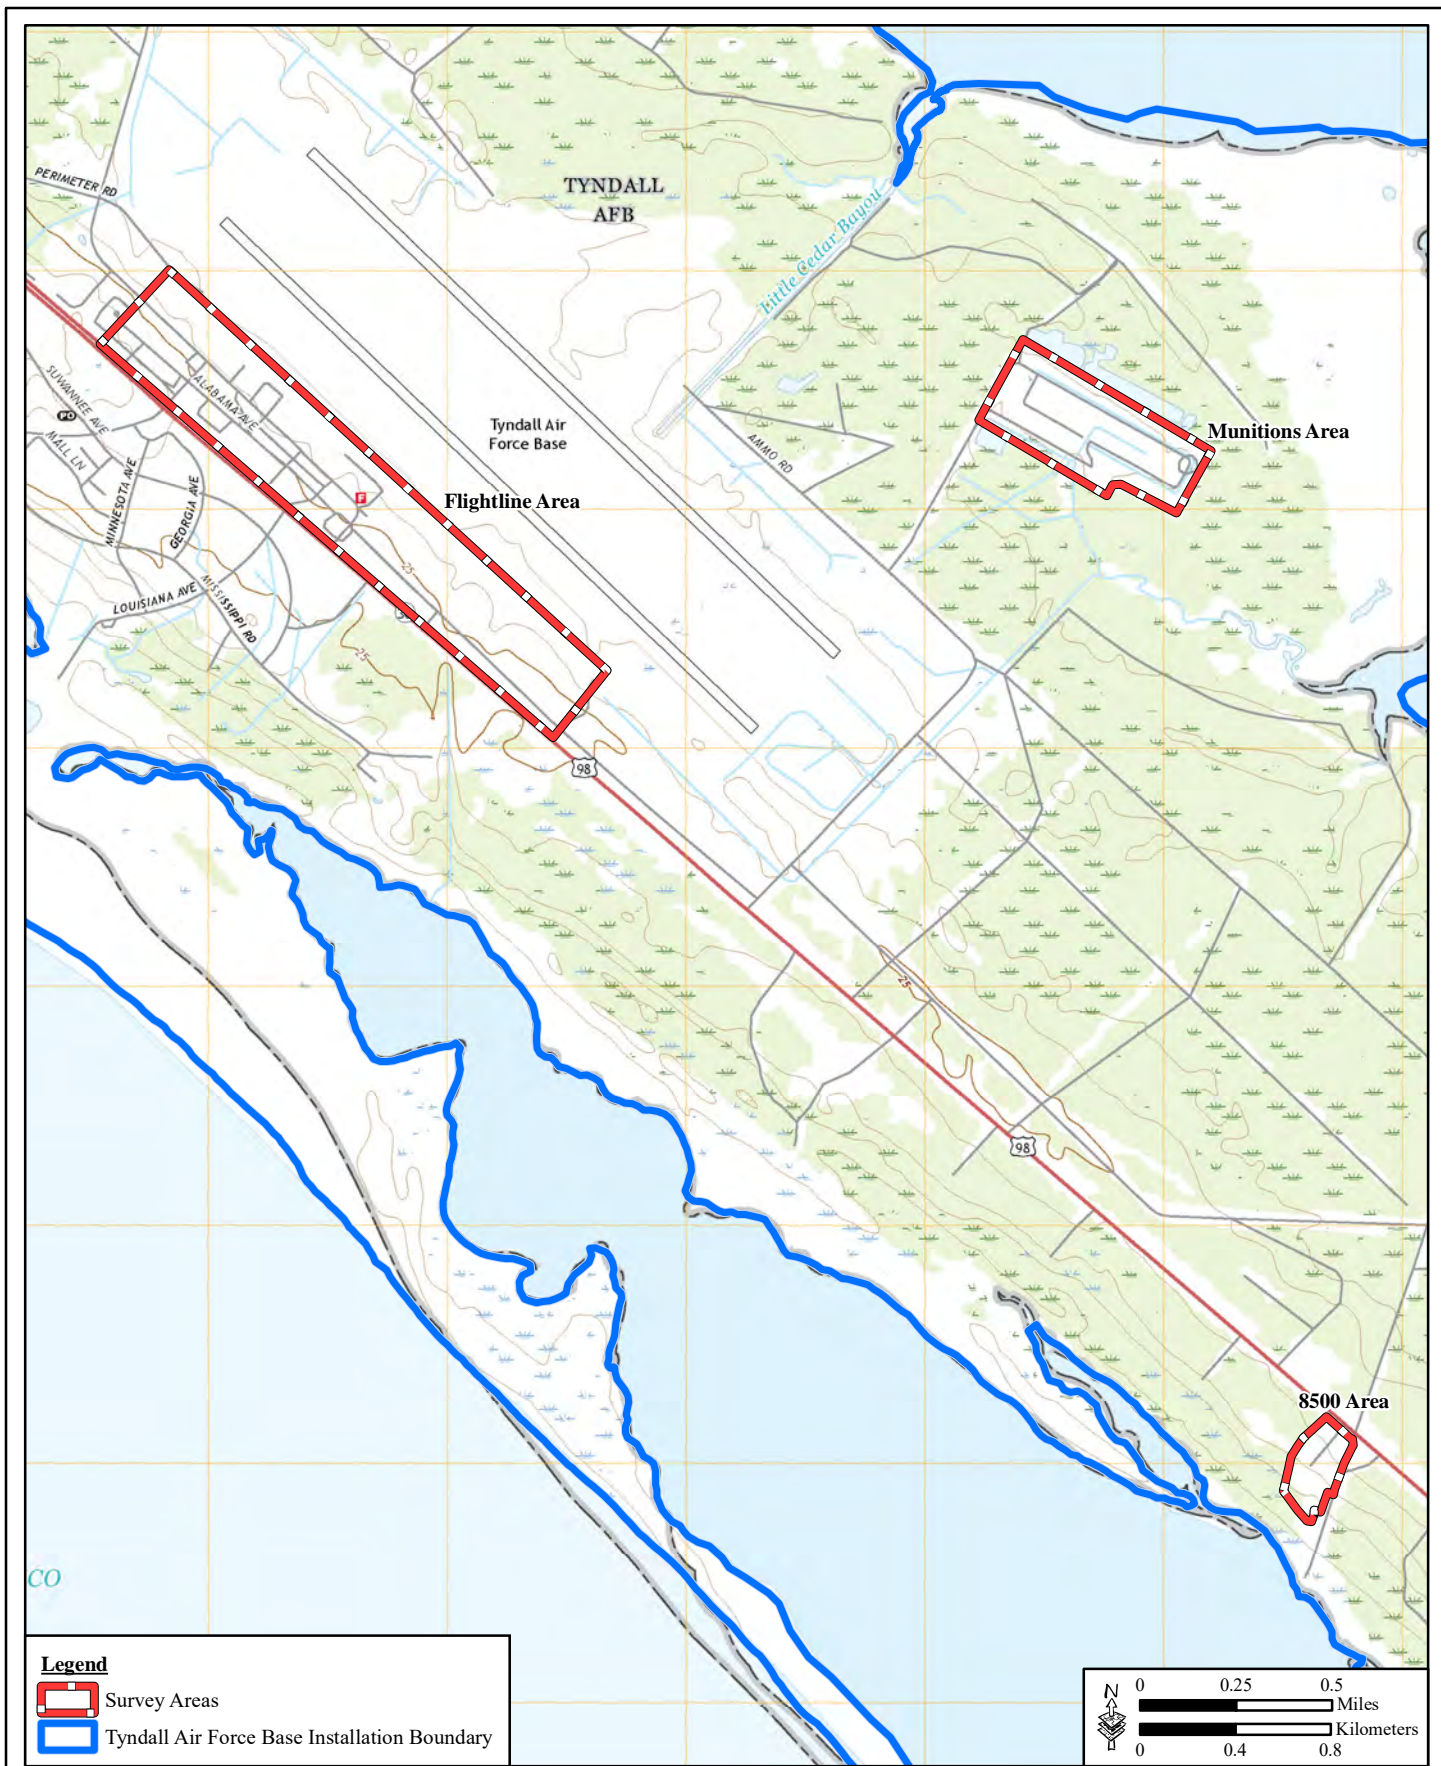 PERIMETER RD
TYNDALL
AFB
Little Cedar Bayou
SUWANNEE AVE
ALABAMA AVE
PO
MALL LN
MINNESOTA AVE
GEORGIA AVE
F
Tyndall Air
Force Base
AMMO RD
Munitions Area
Flightline Area
25
LOUISIANA AVE
MISSISSIPPI RD
25
98
25
98
8500 Area
CO
Legend
Survey Areas
Tyndall Air Force Base Installation Boundary
N
0 0.25 0.5
Miles
Kilometers
0 0.4 0.8